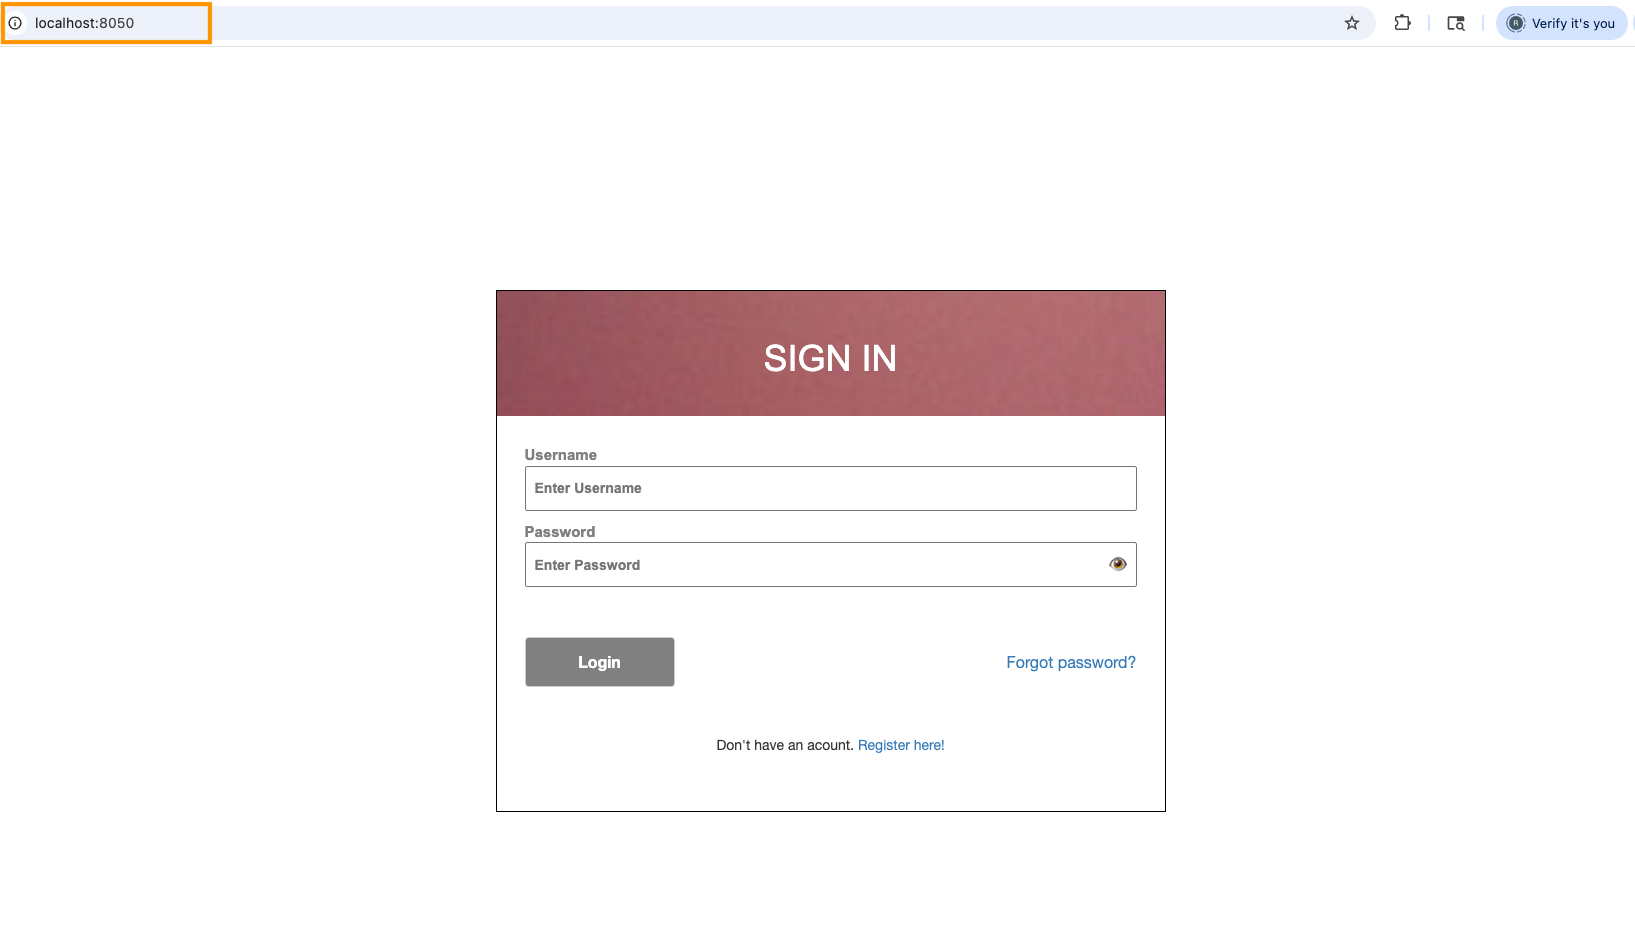 localhost:8050
R
Verify it's you
SIGN IN
Username
Enter Username
Password
Enter Password
Login
Forgot password?
Don't have an acount. Register here!